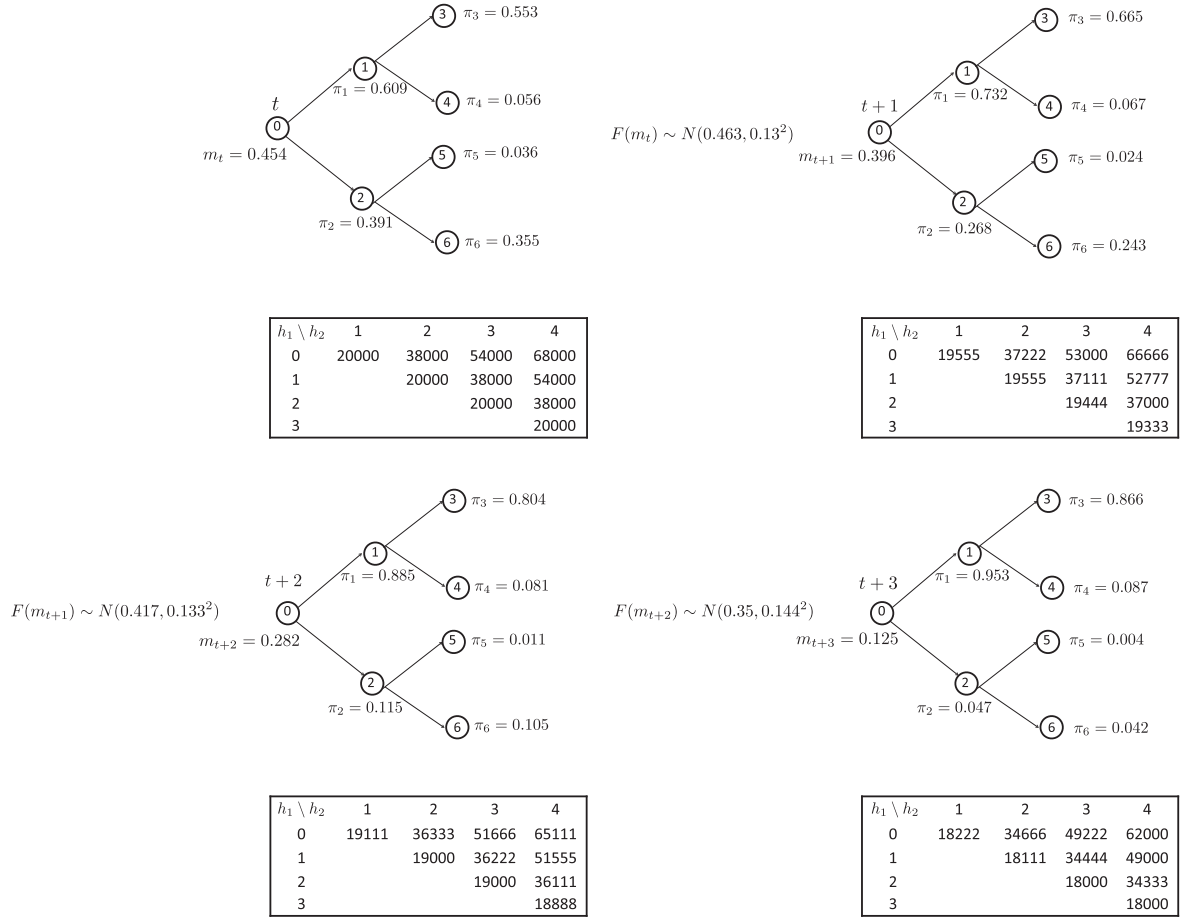 3 π₃ = 0.553
1
π₁ = 0.609
4 π₄ = 0.056
t
0
mₜ = 0.454
5 π₅ = 0.036
2
π₂ = 0.391
6 π₆ = 0.355
h₁ \ h₂ 1 2 3 4
0 20000 38000 54000 68000
1 20000 38000 54000
2 20000 38000
3 20000
3 π₃ = 0.665
1
π₁ = 0.732
4 π₄ = 0.067
t + 1
F(mₜ) ∼ N(0.463, 0.13²)
0
mₜ₊₁ = 0.396
5 π₅ = 0.024
2
π₂ = 0.268
6 π₆ = 0.243
h₁ \ h₂ 1 2 3 4
0 19555 37222 53000 66666
1 19555 37111 52777
2 19444 37000
3 19333
3 π₃ = 0.804
1
π₁ = 0.885
4 π₄ = 0.081
t + 2
F(mₜ₊₁) ∼ N(0.417, 0.133²)
0
mₜ₊₂ = 0.282
5 π₅ = 0.011
2
π₂ = 0.115
6 π₆ = 0.105
h₁ \ h₂ 1 2 3 4
0 19111 36333 51666 65111
1 19000 36222 51555
2 19000 36111
3 18888
3 π₃ = 0.866
1
π₁ = 0.953
4 π₄ = 0.087
t + 3
F(mₜ₊₂) ∼ N(0.35, 0.144²)
0
mₜ₊₃ = 0.125
5 π₅ = 0.004
2
π₂ = 0.047
6 π₆ = 0.042
h₁ \ h₂ 1 2 3 4
0 18222 34666 49222 62000
1 18111 34444 49000
2 18000 34333
3 18000